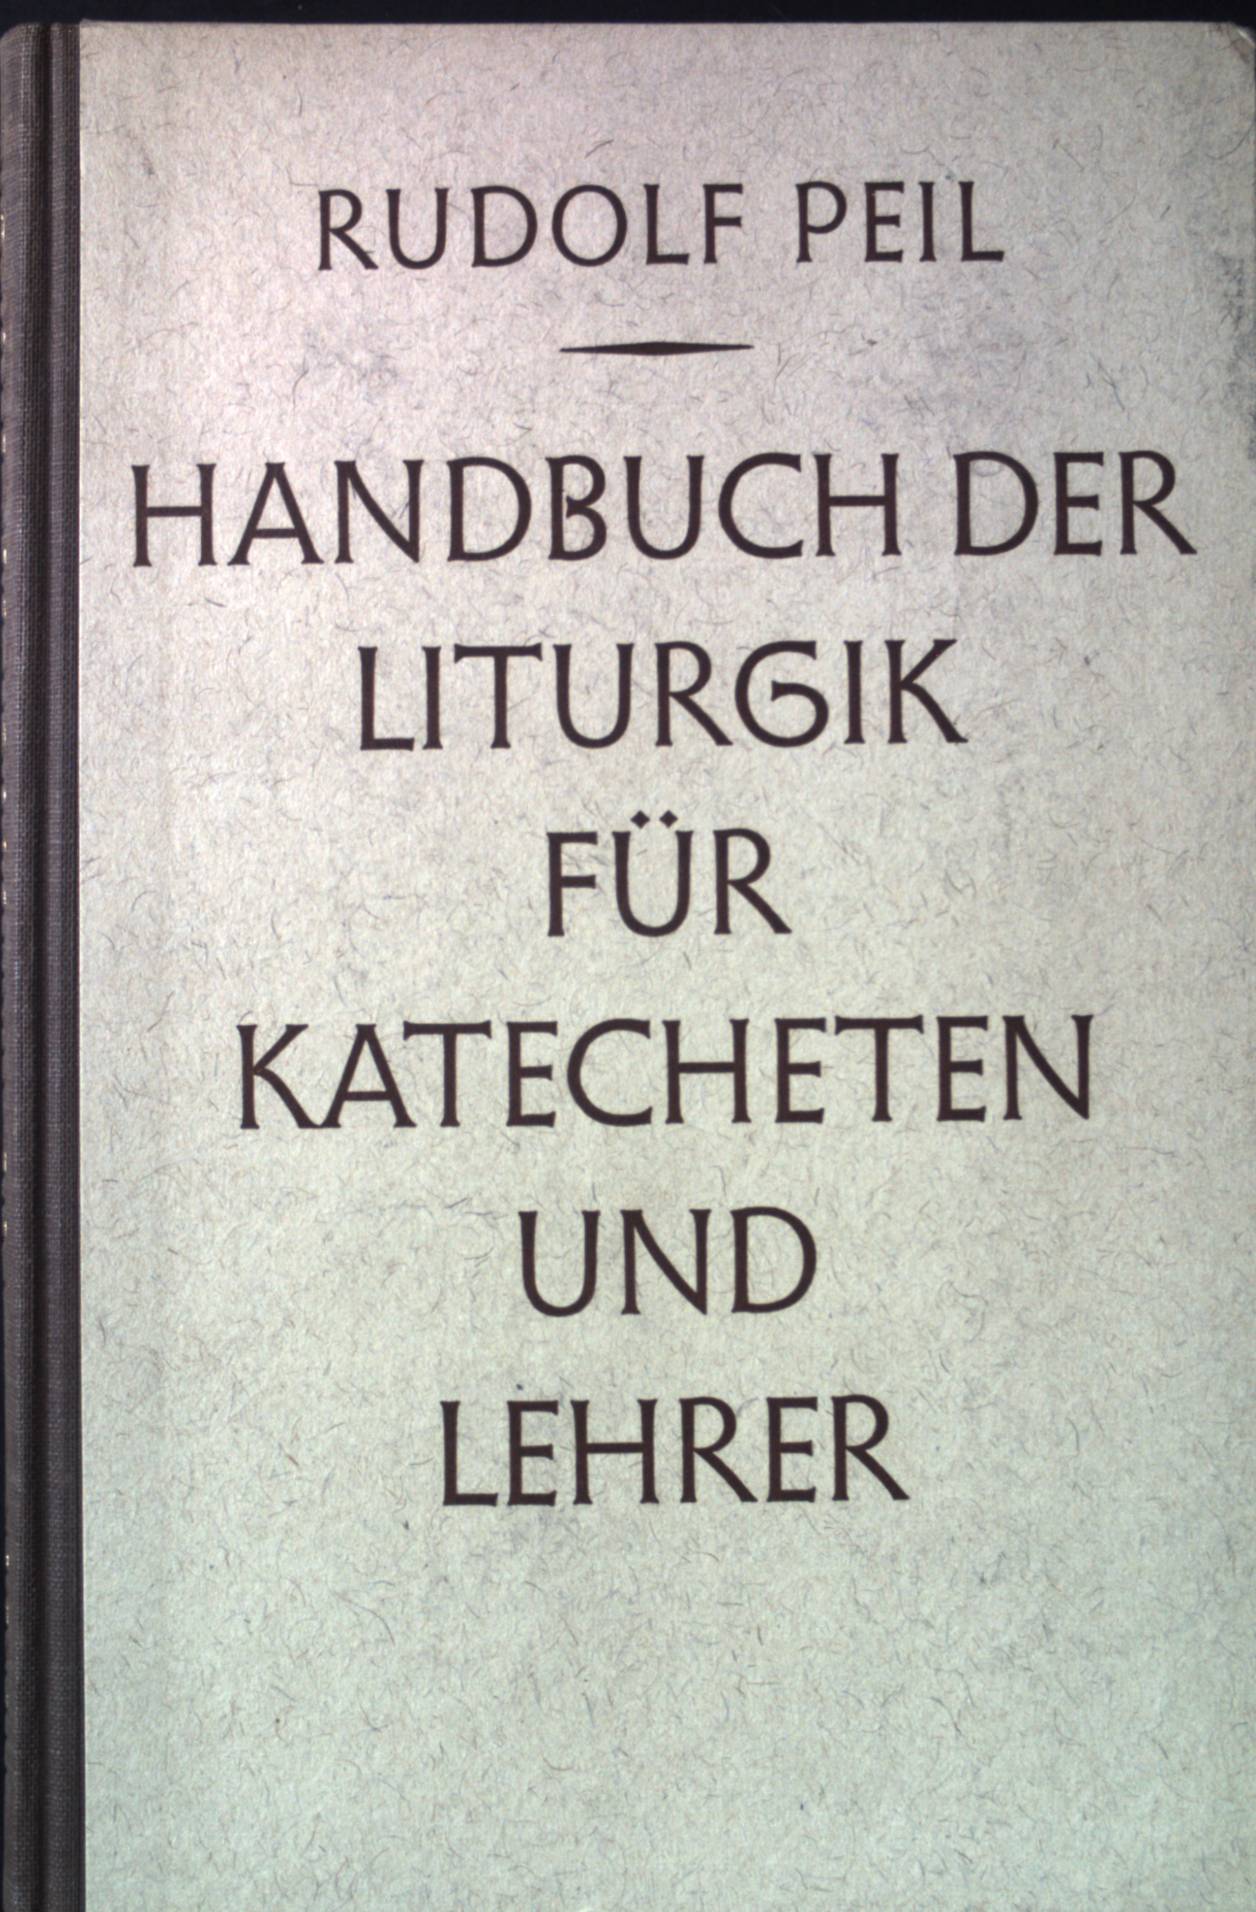 RUDOLF PEIL
HANDBUCH DER
LITURGIK
FÜR
KATECHETEN
UND
LEHRER